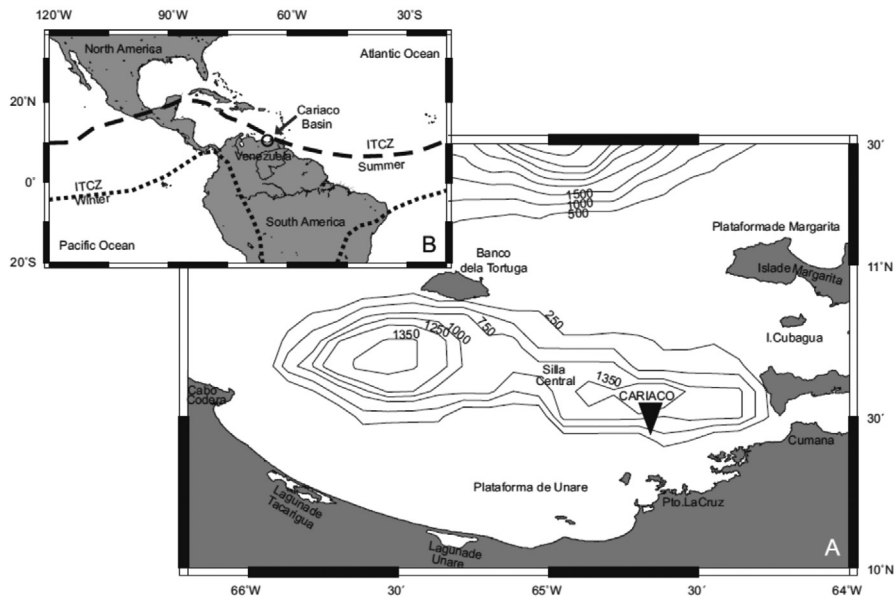 120°W
90°W
60°W
30°S
North America
Atlantic Ocean
20°N
Cariaco
Basin
ITCZ
Venezuela
Summer
0°
ITCZ
Winter
South America
Pacific Ocean
B
20°S
30′
1500
1000
500
Plataformade Margarita
Banco
dela Tortuga
11°N
Islade Margarita
250
750
1000
1250
1350
I.Cubagua
Silla
Central
1350
CARIACO
Cabo
Codera
30′
Cumana
Plataforma de Unare
Pto.LaCruz
Lagunade
Tacarigua
Lagunade
Unare
A
10°N
66°W
30′
65°W
30′
64°W